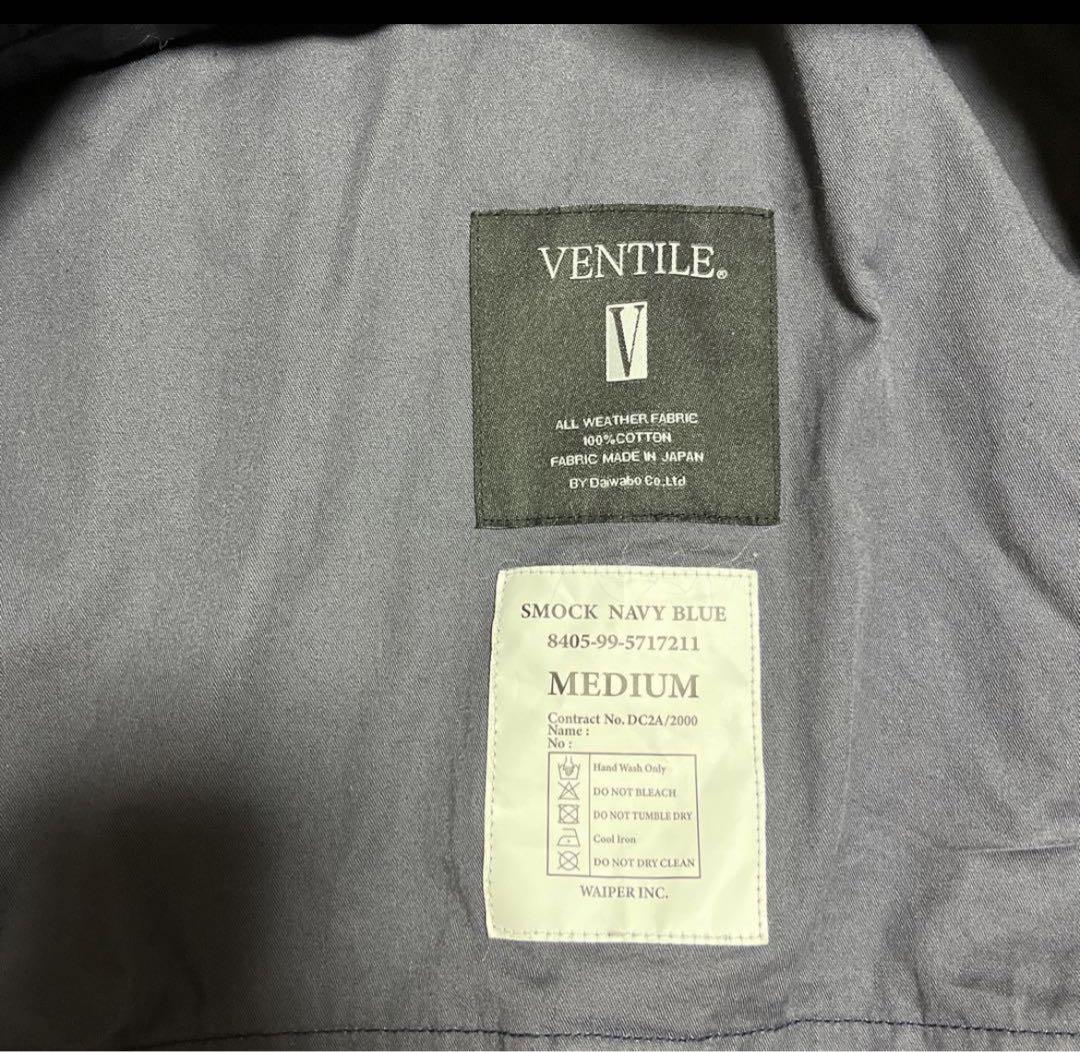 VENTILE®
V
ALL WEATHER FABRIC
100%COTTON
FABRIC MADE IN JAPAN
BY Daiwabo Co.,Ltd
SMOCK NAVY BLUE
8405-99-5717211
MEDIUM
Contract No. DC2A/2000
Name :
No :
Hand Wash Only
DO NOT BLEACH
DO NOT TUMBLE DRY
Cool Iron
DO NOT DRY CLEAN
WAIPER INC.